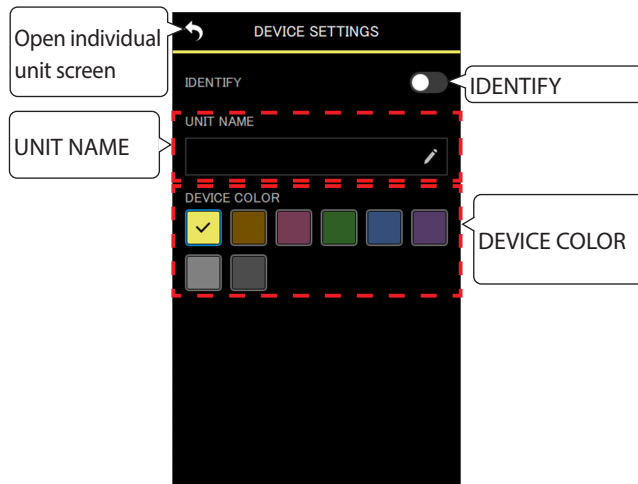 Open individual
unit screen
DEVICE SETTINGS
IDENTIFY
IDENTIFY
UNIT NAME
UNIT NAME
DEVICE COLOR
DEVICE COLOR